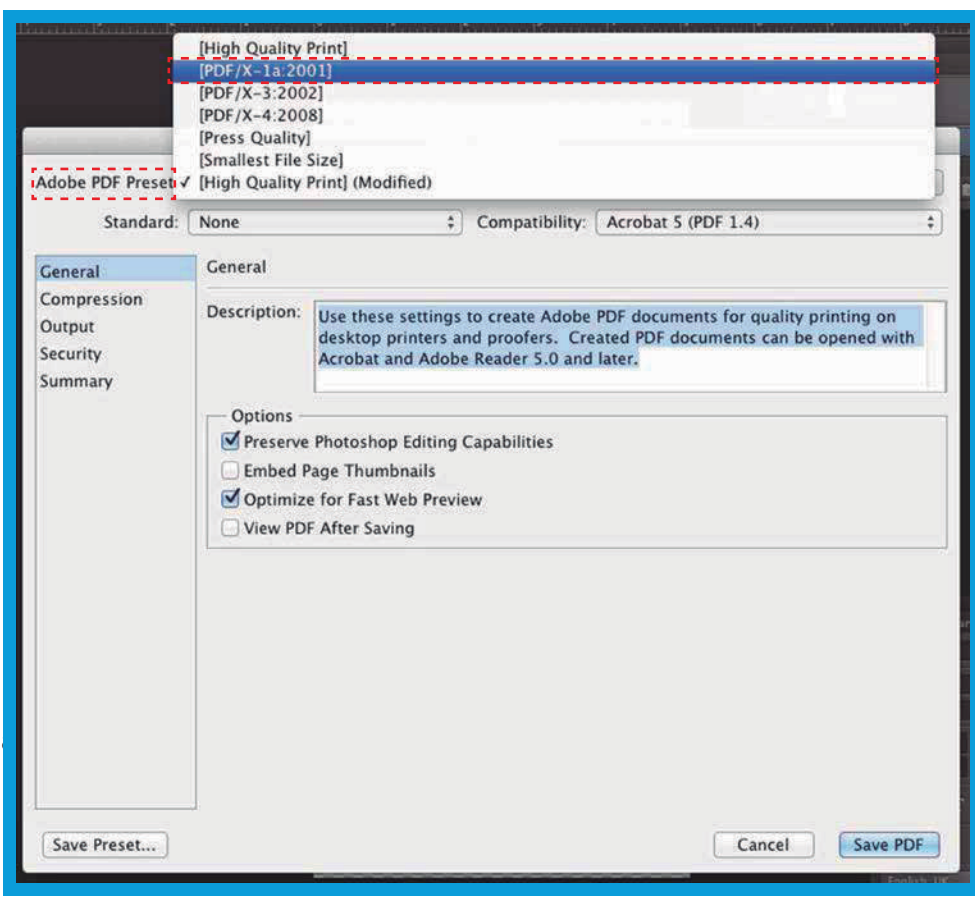 [High Quality Print]
[PDF/X-1a:2001]
[PDF/X-3:2002]
[PDF/X-4:2008]
[Press Quality]
[Smallest File Size]
Adobe PDF Preset ✓ [High Quality Print] (Modified)
Standard: None Compatibility: Acrobat 5 (PDF 1.4)
General
Compression
Output
Security
Summary
General
Description: Use these settings to create Adobe PDF documents for quality printing on
desktop printers and proofers. Created PDF documents can be opened with
Acrobat and Adobe Reader 5.0 and later.
Options
Preserve Photoshop Editing Capabilities
Embed Page Thumbnails
Optimize for Fast Web Preview
View PDF After Saving
Save Preset... Cancel Save PDF
English: UK